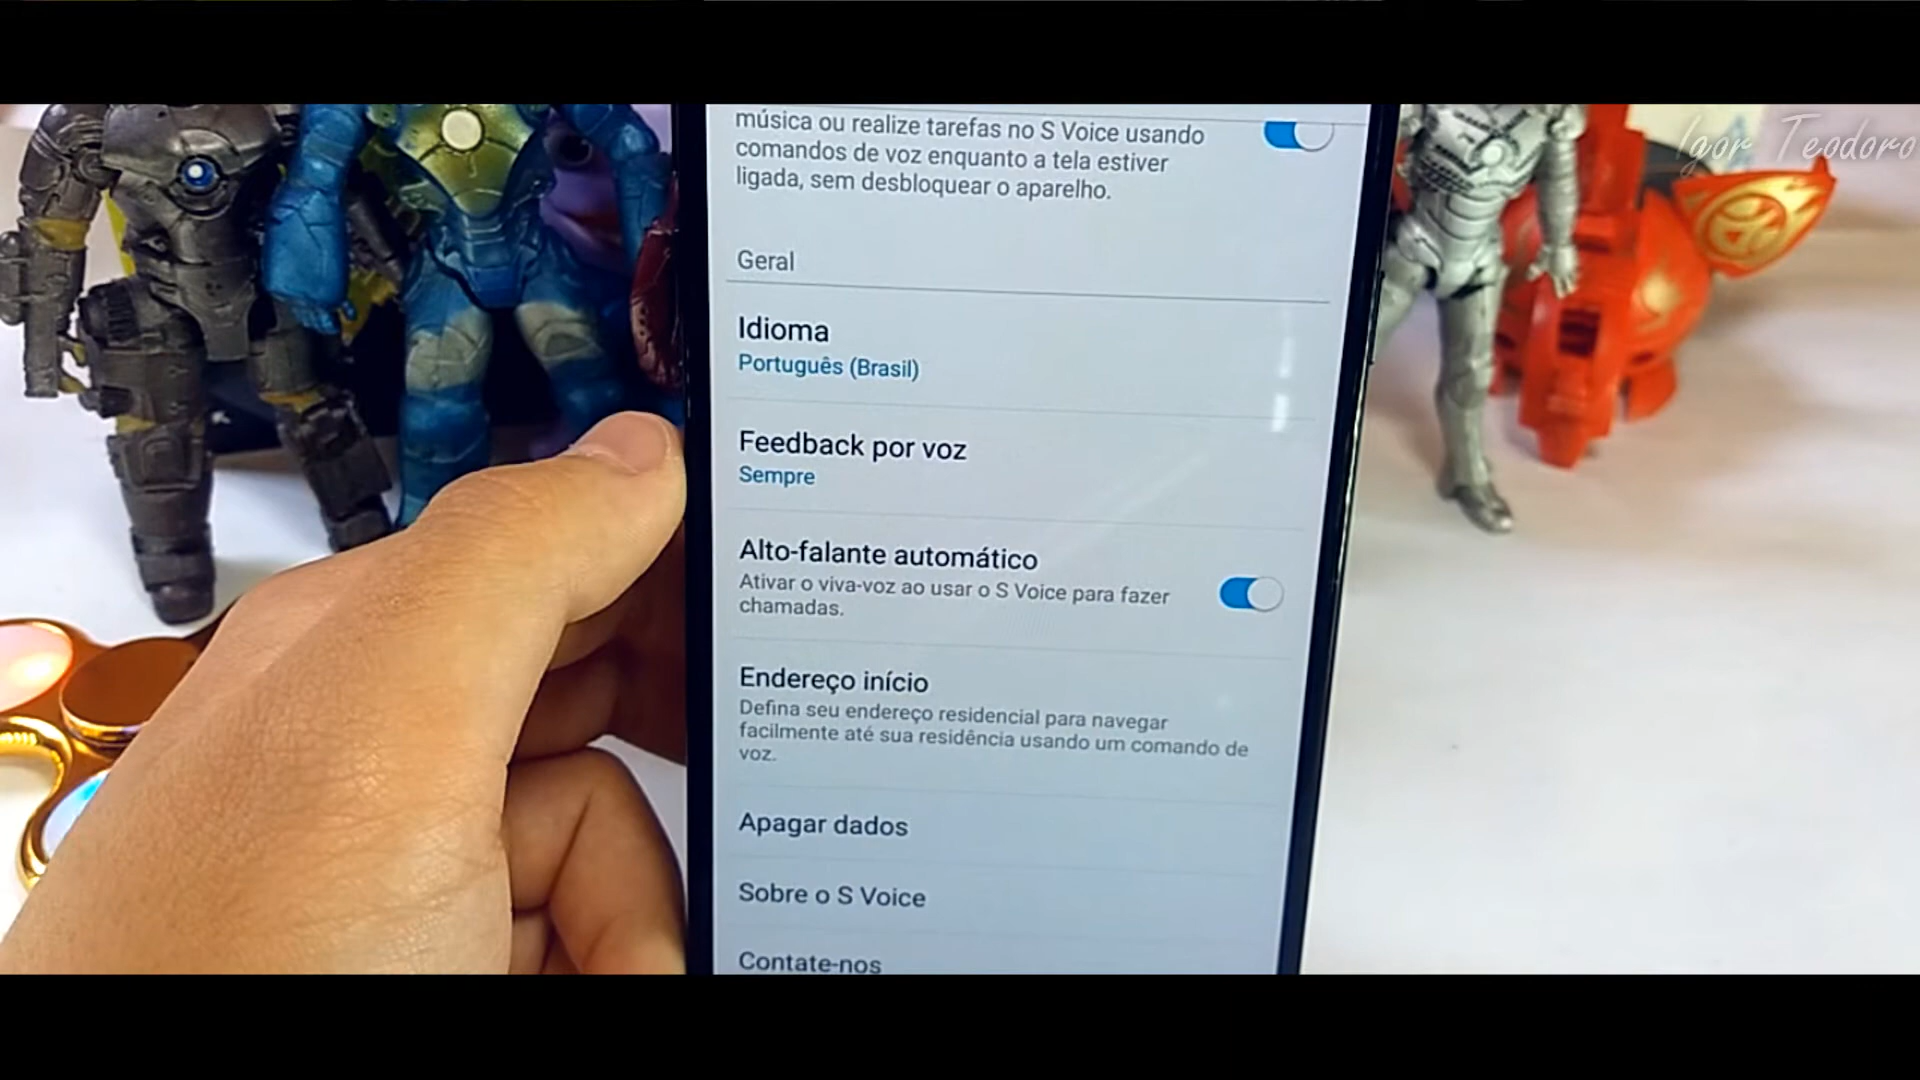 Igor Teodoro
música ou realize tarefas no S Voice usando
comandos de voz enquanto a tela estiver
ligada, sem desbloquear o aparelho.
Geral
Idioma
Português (Brasil)
Feedback por voz
Sempre
Alto-falante automático
Ativar o viva-voz ao usar o S Voice para fazer
chamadas.
Endereço início
Defina seu endereço residencial para navegar
facilmente até sua residência usando um comando de
voz.
Apagar dados
Sobre o S Voice
Contate-nos